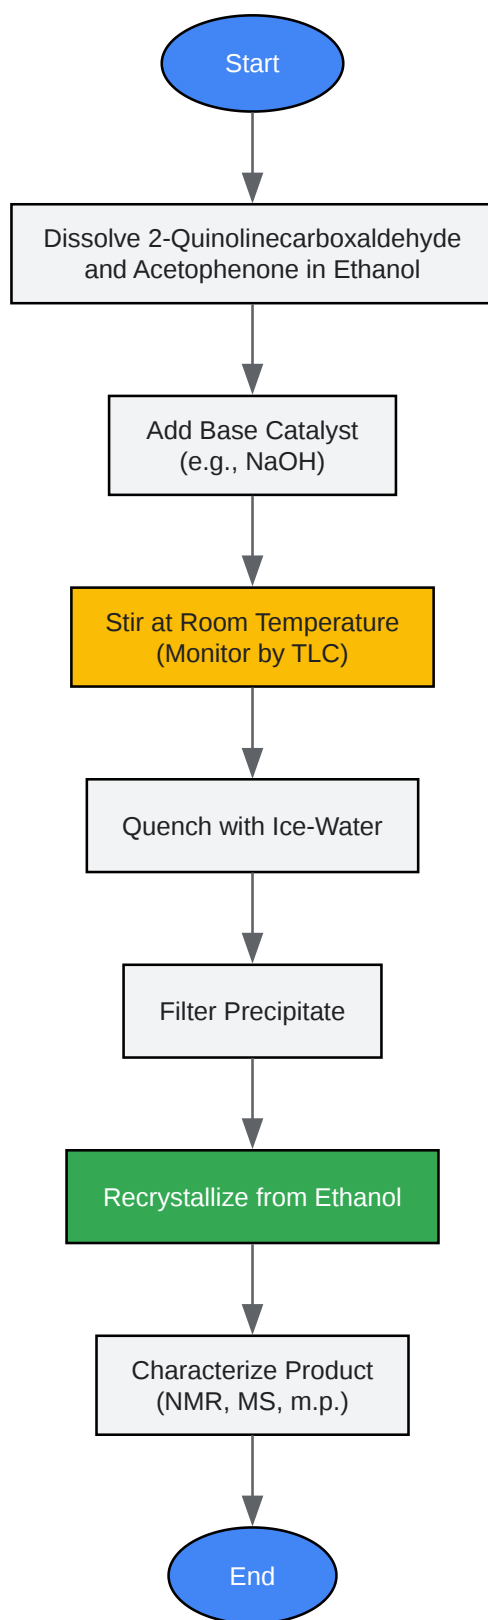 Start
Dissolve 2-Quinolinecarboxaldehyde
and Acetophenone in Ethanol
Add Base Catalyst
(e.g., NaOH)
Stir at Room Temperature
(Monitor by TLC)
Quench with Ice-Water
Filter Precipitate
Recrystallize from Ethanol
Characterize Product
(NMR, MS, m.p.)
End